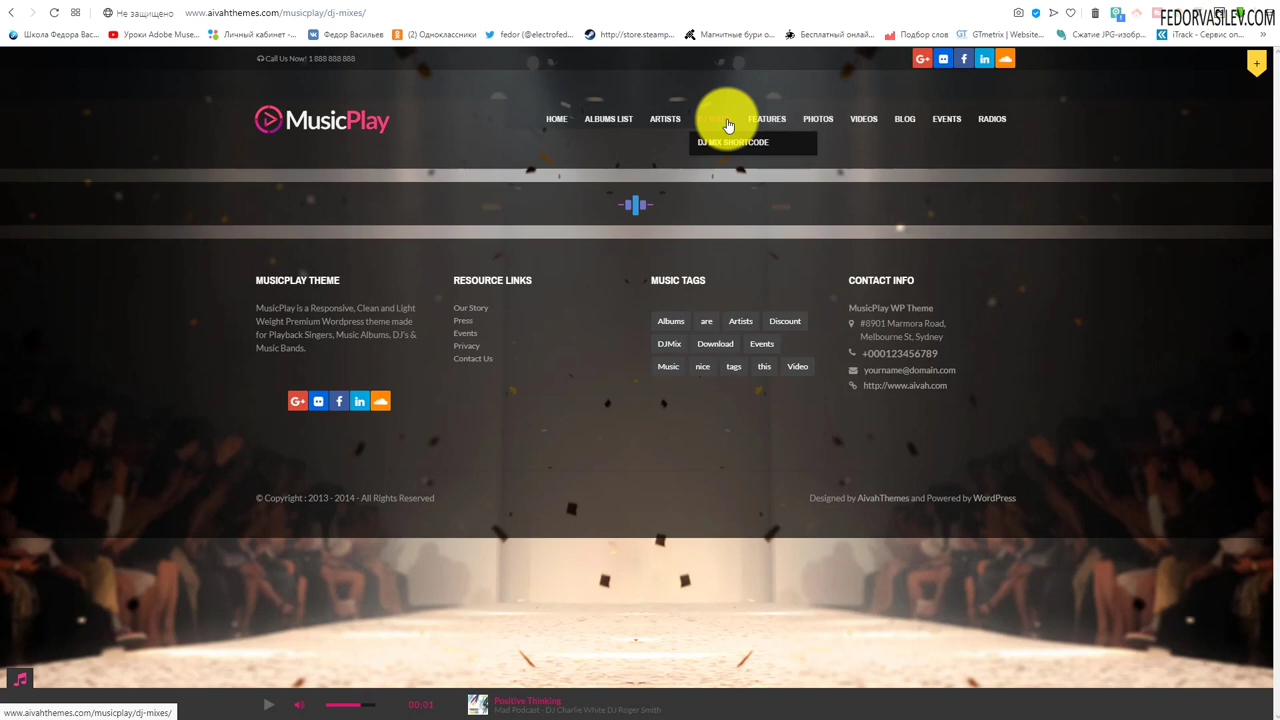 Не защищено
www.aivahthemes.com/musicplay/dj-mixes/
FEDORVASILEV.COM
Школа Федора Вас...
Уроки Adobe Muse...
Личный кабинет -...
Федор Васильев
(2) Одноклассники
fedor (@electrofed...
http://store.steamp...
Магнитные бури о...
Бесплатный онлай...
Подбор слов
GTmetrix | Website...
Сжатие JPG-изобр...
iTrack - Сервис оп...
Call Us Now! 1 888 888 888
MusicPlay
HOME
ALBUMS LIST
ARTISTS
FEATURES
PHOTOS
VIDEOS
BLOG
EVENTS
RADIOS
DJ MIX SHORTCODE
MUSICPLAY THEME
MusicPlay is a Responsive, Clean and Light
Weight Premium Wordpress theme made
for Playback Singers, Music Albums, DJ's &
Music Bands.
RESOURCE LINKS
Our Story
Press
Events
Privacy
Contact Us
MUSIC TAGS
Albums are Artists Discount
DJMix Download Events
Music nice tags this Video
CONTACT INFO
MusicPlay WP Theme
#8901 Marmora Road,
Melbourne St, Sydney
+000123456789
yourname@domain.com
http://www.aivah.com
© Copyright : 2013 - 2014 - All Rights Reserved
Designed by AivahThemes and Powered by WordPress
00:01
Positive Thinking
Mad Podcast - DJ Charlie White DJ Roger Smith
www.aivahthemes.com/musicplay/dj-mixes/